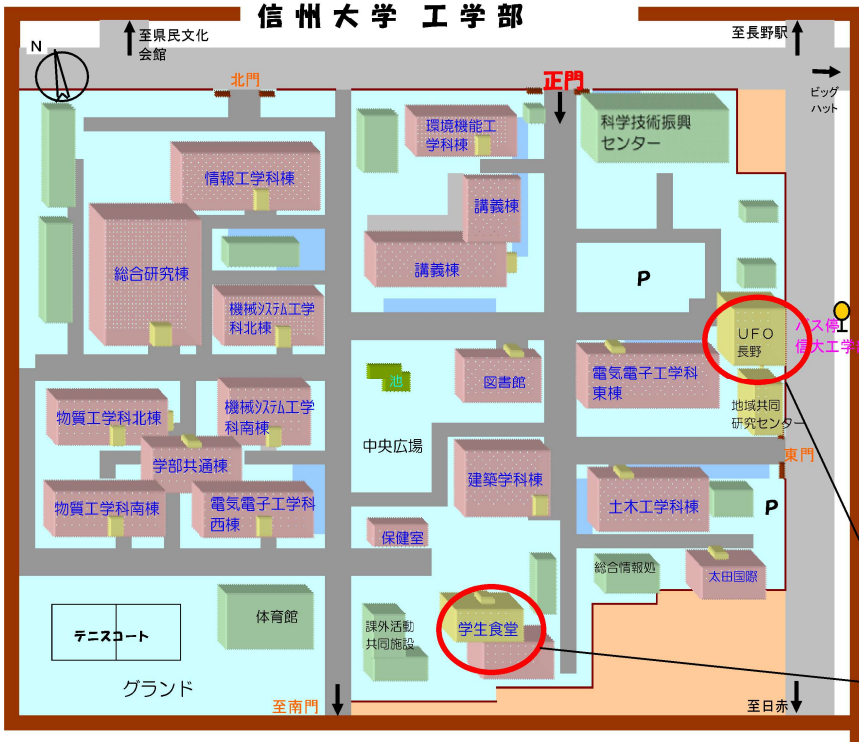 信州大学 工学部
至県民文化
会館
至長野駅
N
北門
正門
ビッグ
ハット
環境機能工
学科棟
科学技術振興
センター
情報工学科棟
講義棟
総合研究棟
講義棟
P
機械システム工学
科北棟
UFO
長野
バス停
信大工学
図書館
電気電子工学科
東棟
池
物質工学科北棟
機械システム工学
科南棟
地域共同
研究センター
中央広場
学部共通棟
東門
建築学科棟
物質工学科南棟
電気電子工学科
西棟
土木工学科棟
P
保健室
総合情報処
太田国際
体育館
課外活動
共同施設
学生食堂
テニスコート
グランド
至南門
至日赤